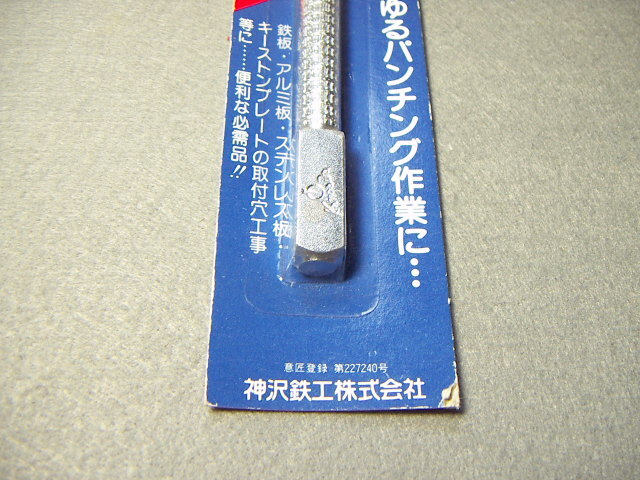 ゆるパンチング作業に…
鉄板・アルミ板・ステンレス板・
キーストンプレートの取付穴工事
等に……便利な必需品!!
意匠登録 第227240号
神沢鉄工株式会社